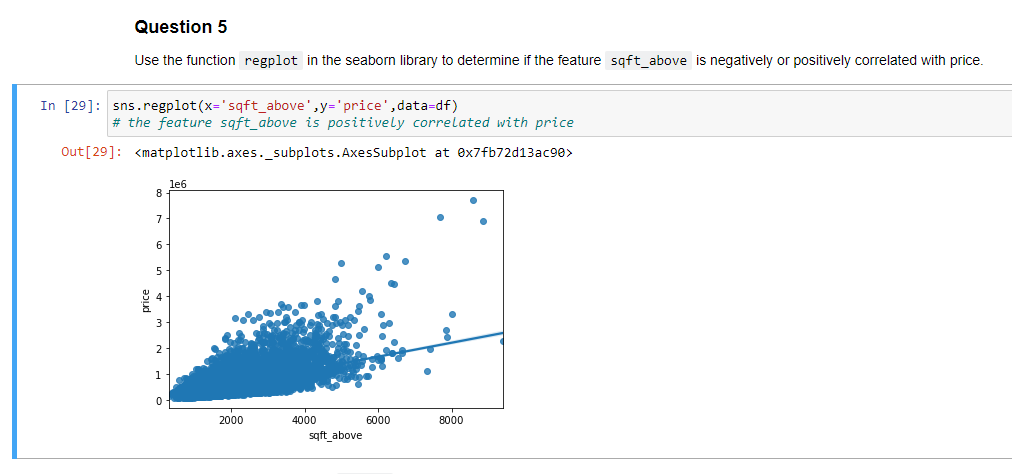 Question 5
Use the function regplot in the seaborn library to determine if the feature sqft_above is negatively or positively correlated with price.
In [29]: sns.regplot(x='sqft_above',y='price',data=df)
# the feature sqft_above is positively correlated with price
Out[29]: <matplotlib.axes._subplots.AxesSubplot at 0x7fb72d13ac90>
1e6
8
7
6
5
4
3
2
1
0
price
2000 4000 6000 8000
sqft_above